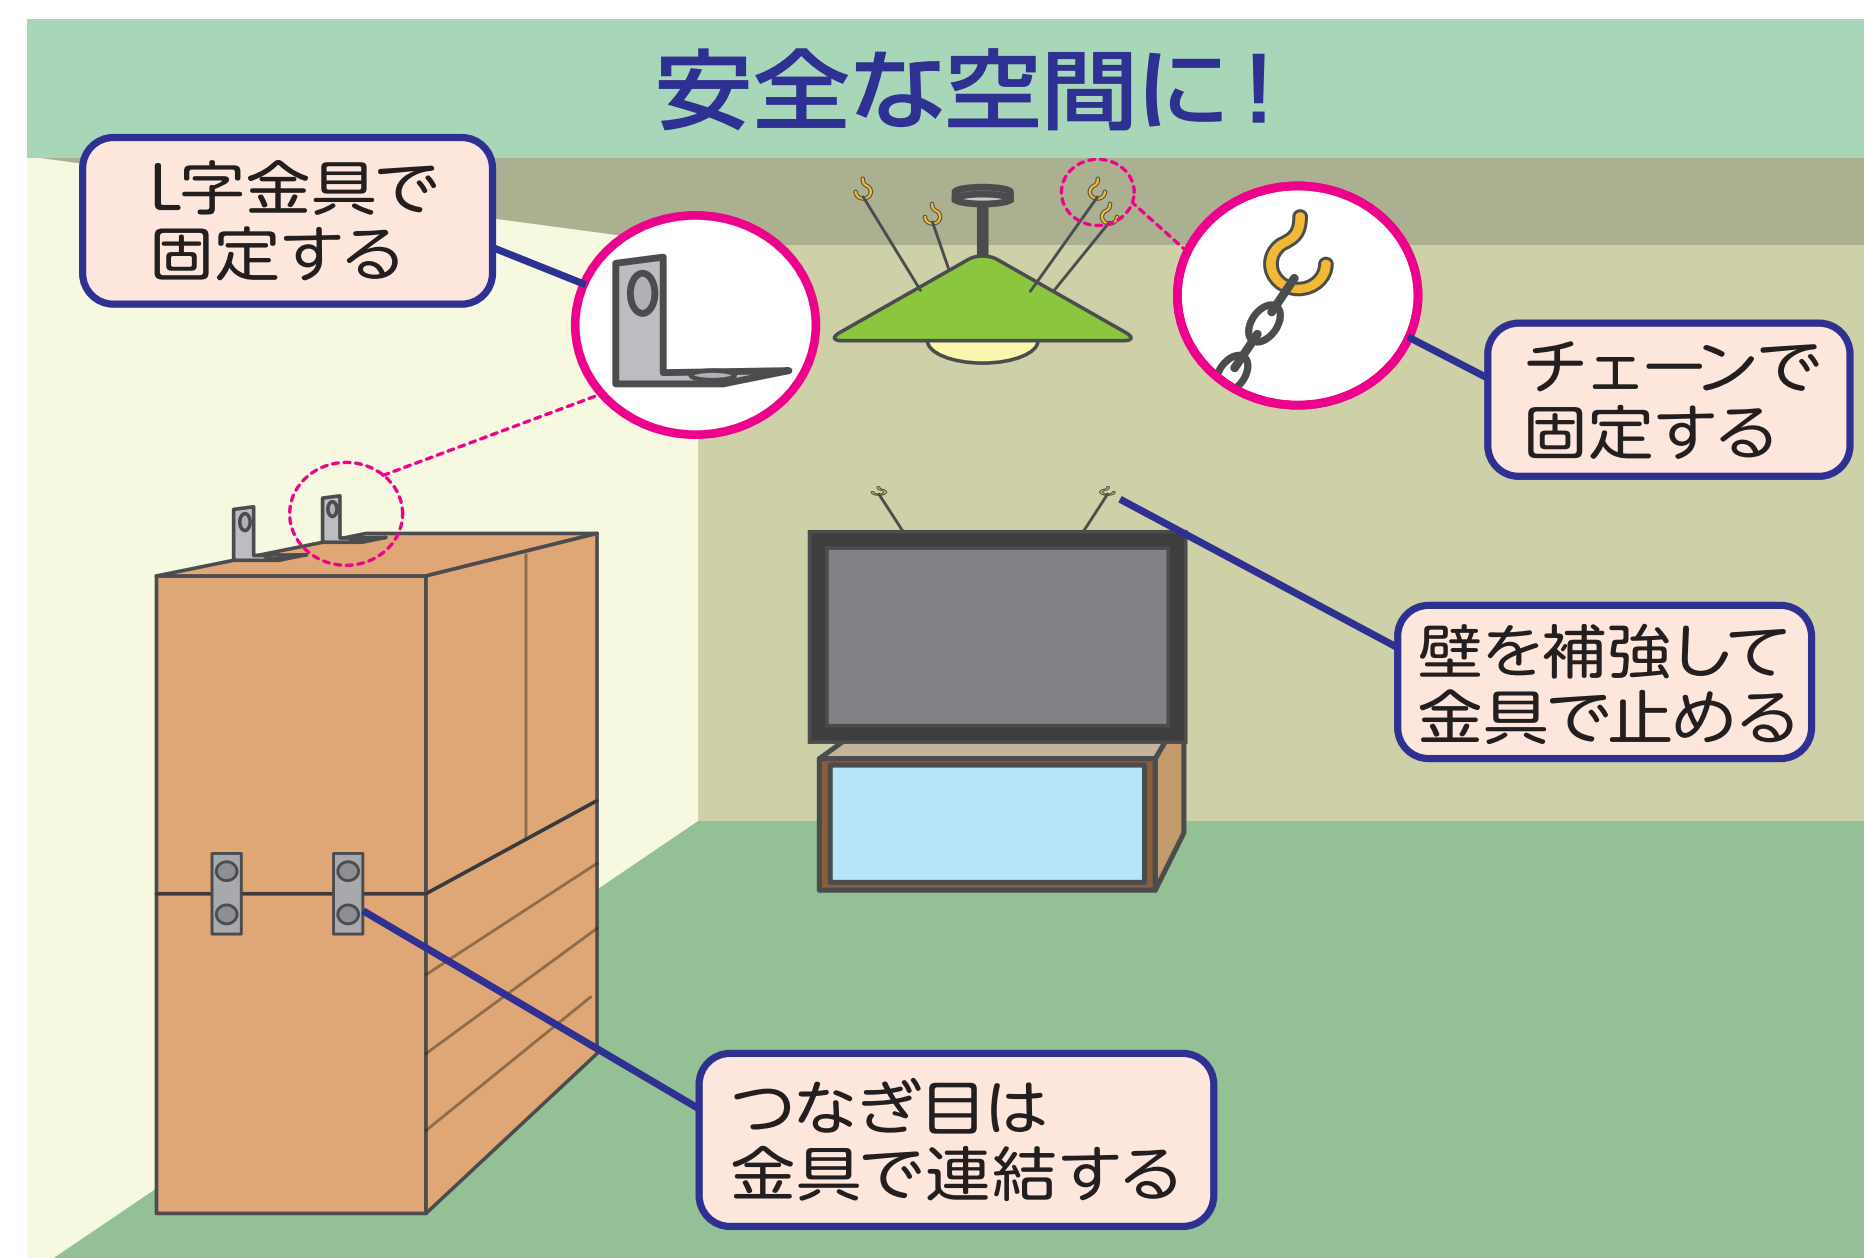 安全な空間に！
L字金具で
固定する
チェーンで
固定する
壁を補強して
金具で止める
つなぎ目は
金具で連結する